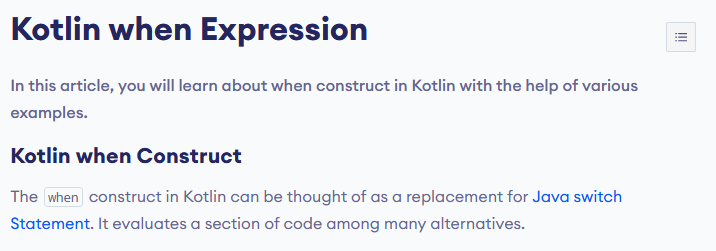 Kotlin when Expression
In this article, you will learn about when construct in Kotlin with the help of various
examples.
Kotlin when Construct
The when construct in Kotlin can be thought of as a replacement for Java switch
Statement. It evaluates a section of code among many alternatives.